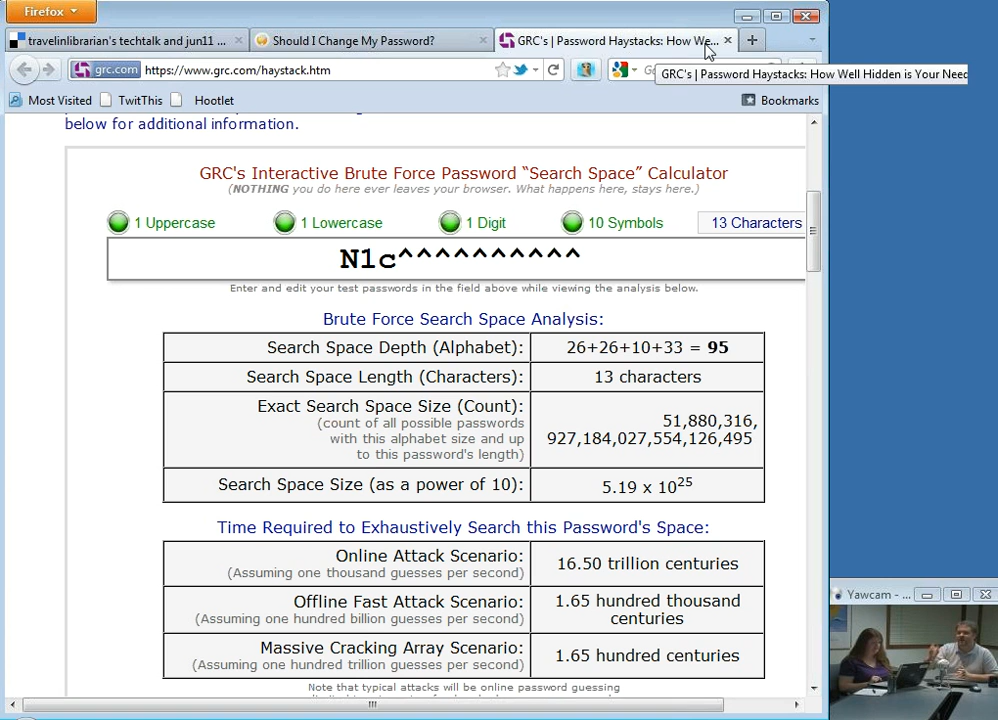 Firefox
travelinlibrarian's techtalk and jun11 ...
Should I Change My Password?
GRC's | Password Haystacks: How We...
grc.com
https://www.grc.com/haystack.htm
GRC's | Password Haystacks: How Well Hidden is Your Need
Most Visited
TwitThis
Hootlet
Bookmarks
below for additional information.
GRC's Interactive Brute Force Password “Search Space” Calculator
(NOTHING you do here ever leaves your browser. What happens here, stays here.)
1 Uppercase
1 Lowercase
1 Digit
10 Symbols
13 Characters
N1c^^^^^^^^^^
Enter and edit your test passwords in the field above while viewing the analysis below.
Brute Force Search Space Analysis:
Search Space Depth (Alphabet):
26+26+10+33 = 95
Search Space Length (Characters):
13 characters
Exact Search Space Size (Count):
(count of all possible passwords
with this alphabet size and up
to this password's length)
51,880,316,
927,184,027,554,126,495
Search Space Size (as a power of 10):
5.19 x 10^25
Time Required to Exhaustively Search this Password's Space:
Online Attack Scenario:
(Assuming one thousand guesses per second)
16.50 trillion centuries
Offline Fast Attack Scenario:
(Assuming one hundred billion guesses per second)
1.65 hundred thousand
centuries
Massive Cracking Array Scenario:
(Assuming one hundred trillion guesses per second)
1.65 hundred centuries
Note that typical attacks will be online password guessing
Yawcam - ...